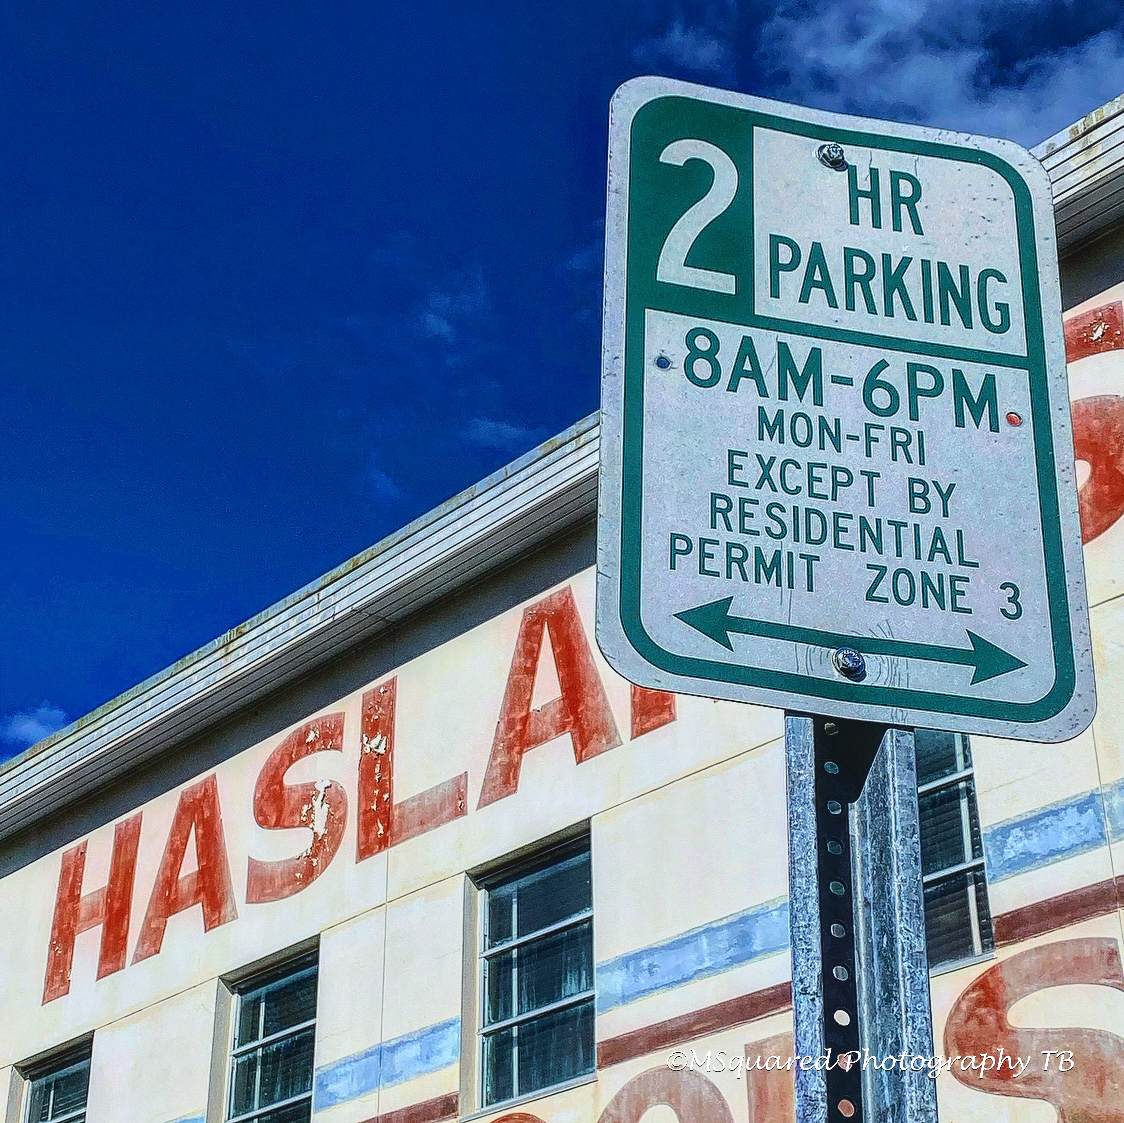 2 HR
PARKING
8AM-6PM
MON-FRI
EXCEPT BY
RESIDENTIAL
PERMIT ZONE 3
HASLA
©MSquared Photography TB